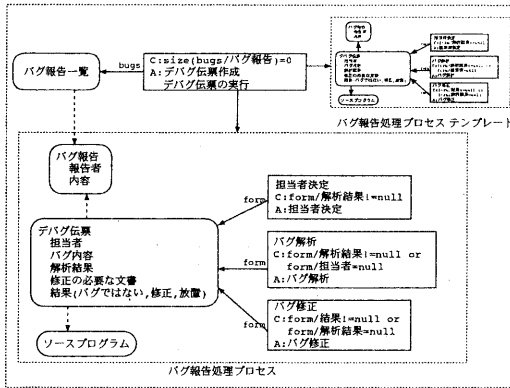 bugs
C:size(bugs/バグ報告)=0
A:デバグ伝票作成
デバグ伝票の実行
バグ報告一覧
バグ報告処理プロセス テンプレート
ソースプログラム
バグ報告
報告者
内容
form
担当者決定
C:form/解析結果!=null
A:担当者決定
デバグ伝票
担当者
バグ内容
解析結果
修正の必要な文書
結果(バグではない,修正,放置)
form
バグ解析
C:form/解析結果!=null or
form/担当者=null
A:バグ解析
form
バグ修正
C:form/結果!=null or
form/解析結果=null
A:バグ修正
ソースプログラム
バグ報告処理プロセス